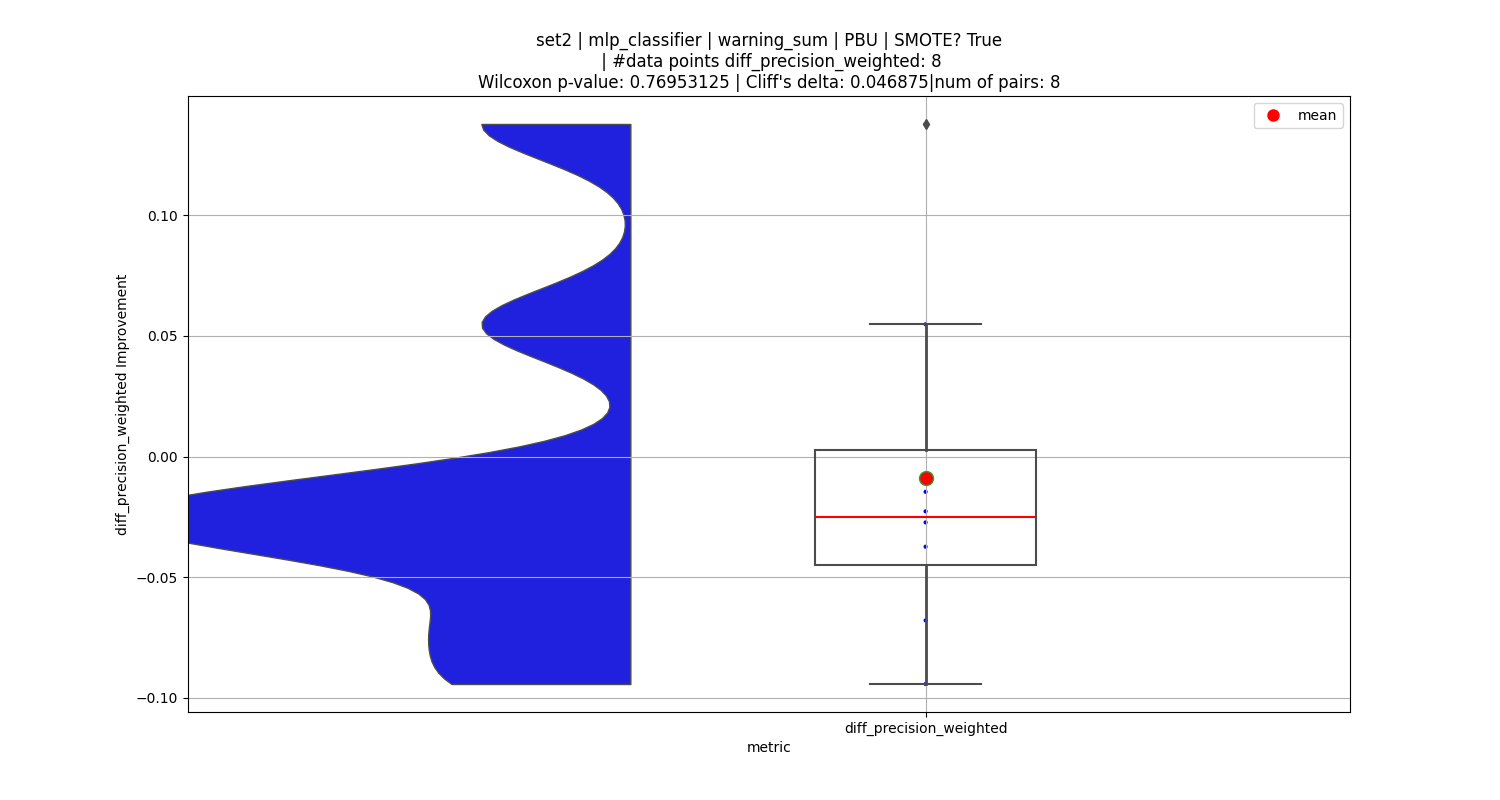 set2 | mlp_classifier | warning_sum | PBU | SMOTE? True
| #data points diff_precision_weighted: 8
Wilcoxon p-value: 0.76953125 | Cliff's delta: 0.046875|num of pairs: 8
mean
0.10
0.05
0.00
−0.05
−0.10
diff_precision_weighted Improvement
diff_precision_weighted
metric